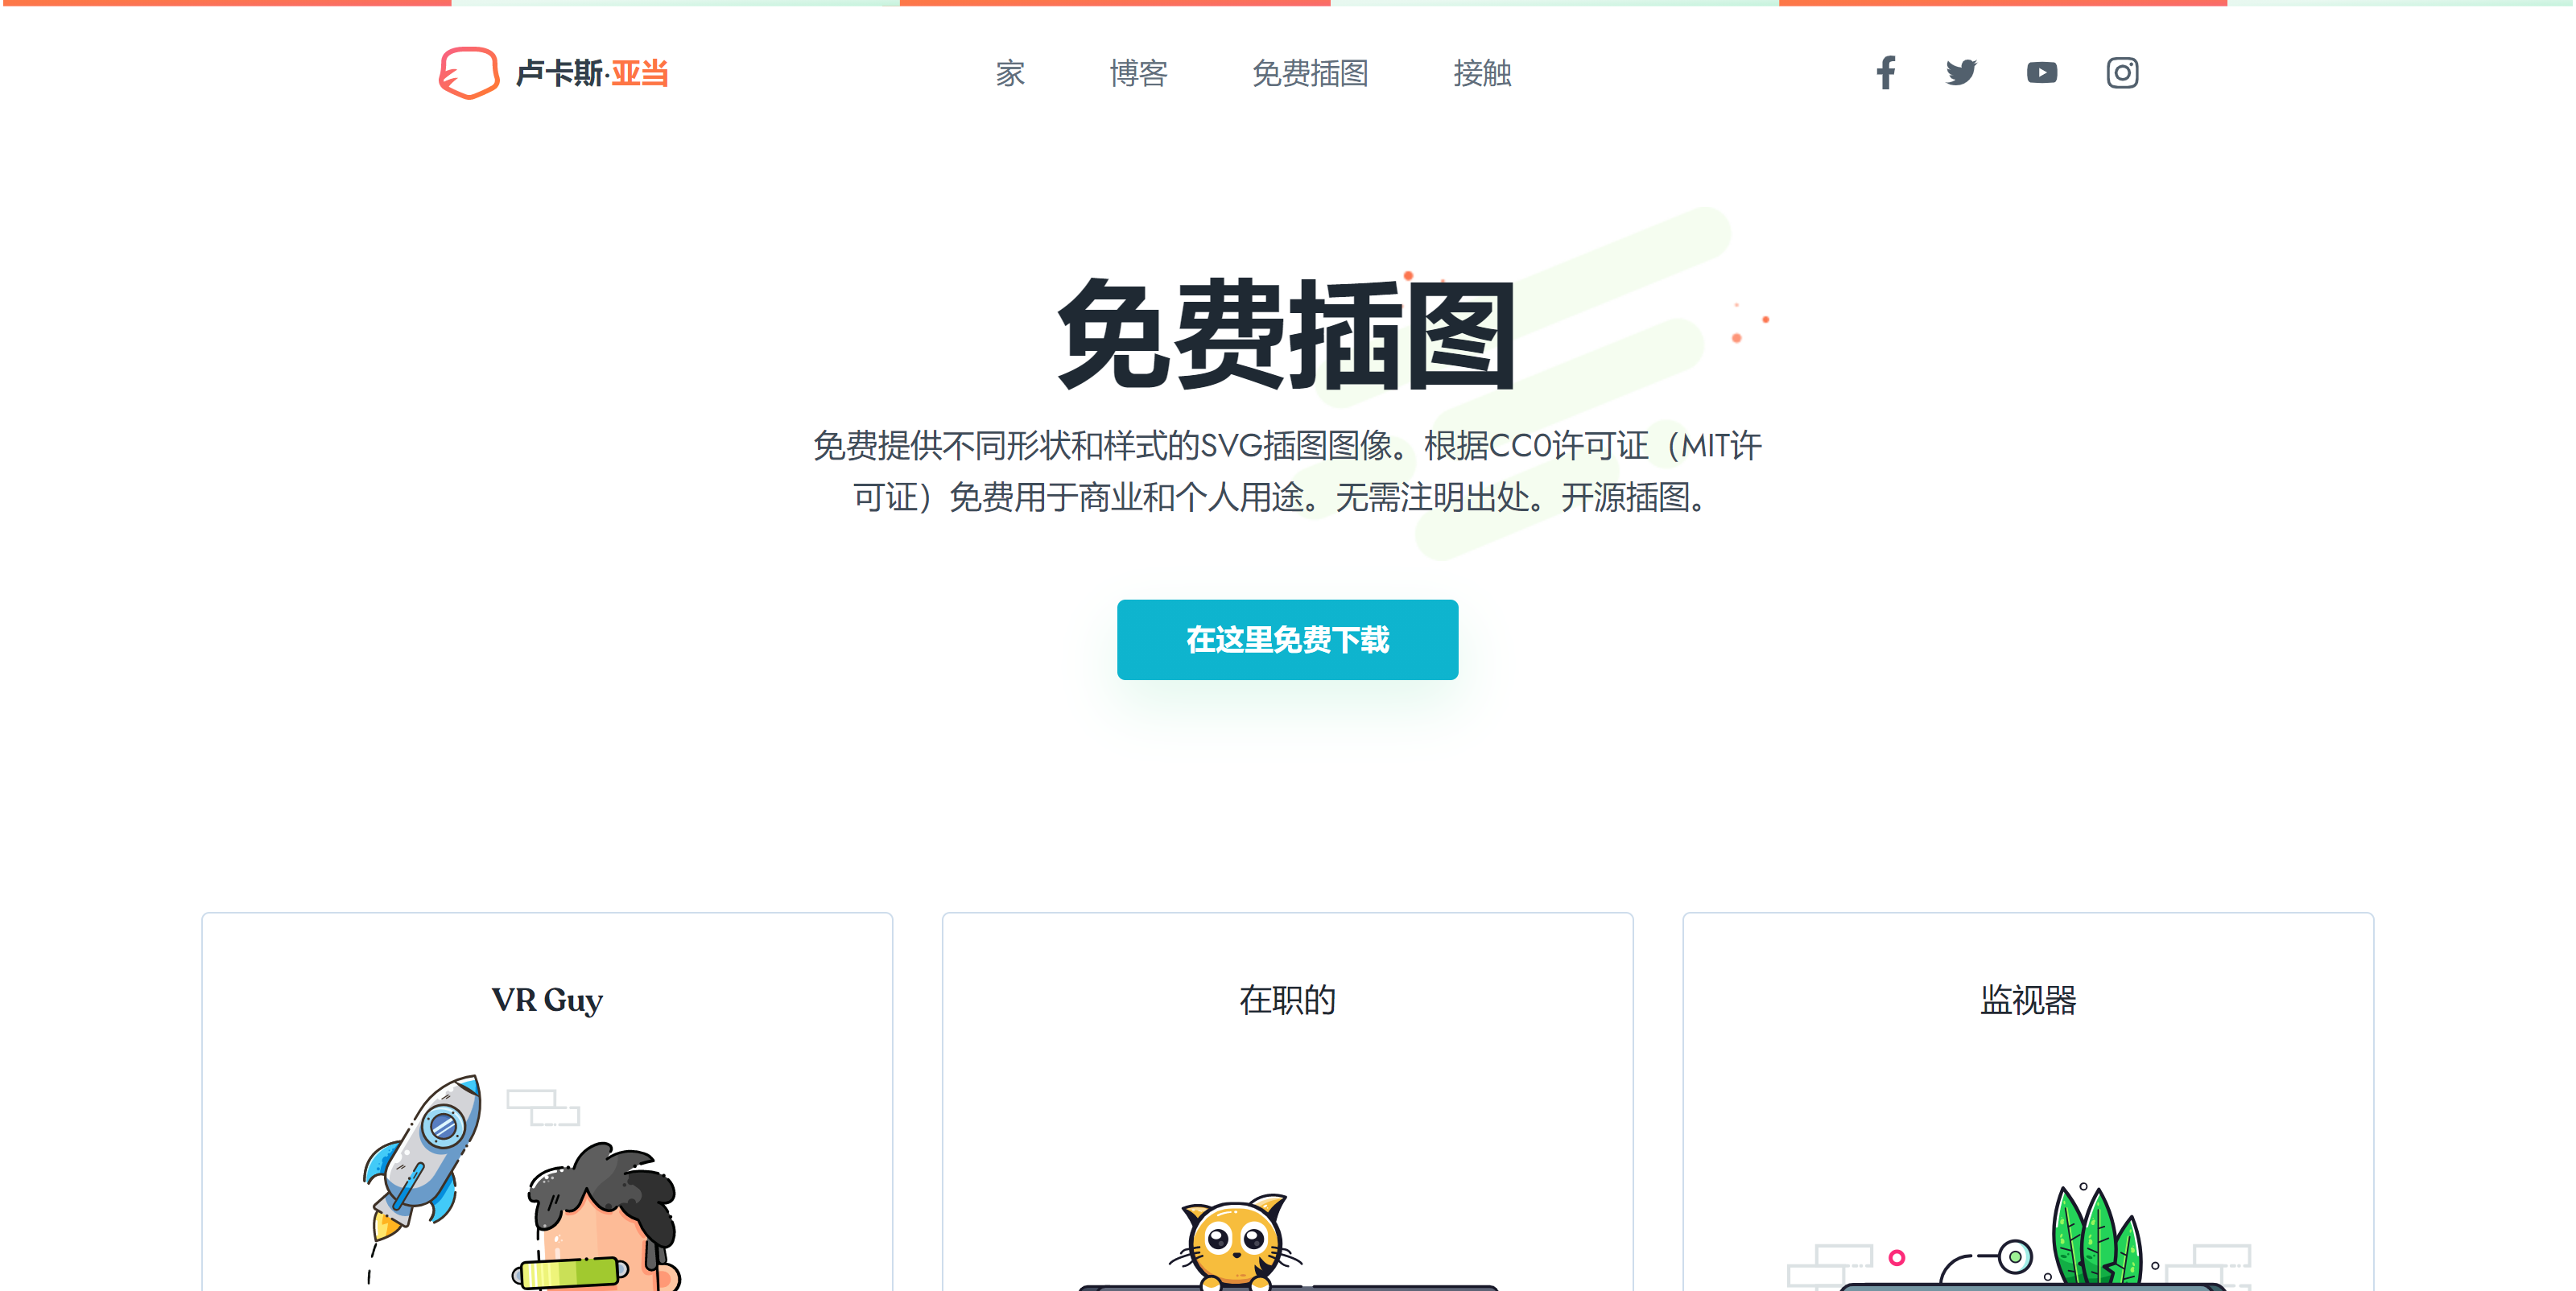 卢卡斯·亚当
家 博客 免费插图 接触
免费插图
免费提供不同形状和样式的SVG插图图像。根据CC0许可证（MIT许
可证）免费用于商业和个人用途。无需注明出处。开源插图。
在这里免费下载
VR Guy
在职的
监视器